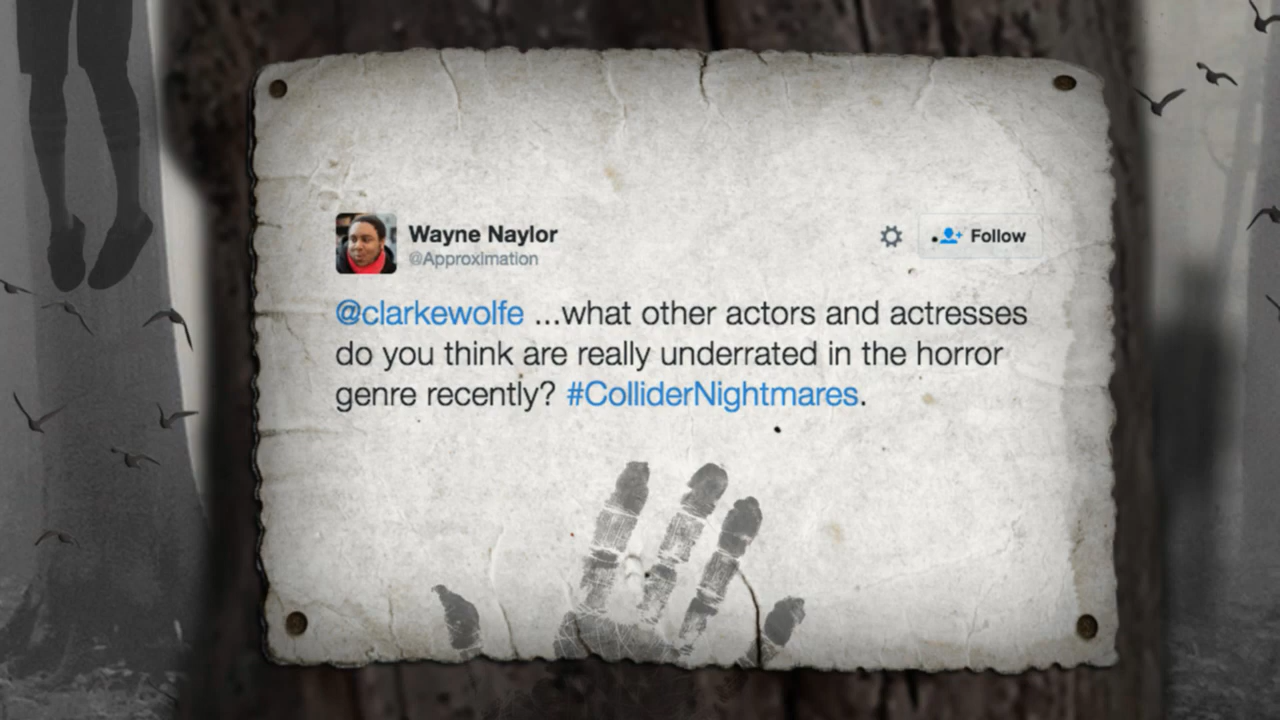 Wayne Naylor
@Approximation
Follow
@clarkewolfe ...what other actors and actresses
do you think are really underrated in the horror
genre recently? #ColliderNightmares.